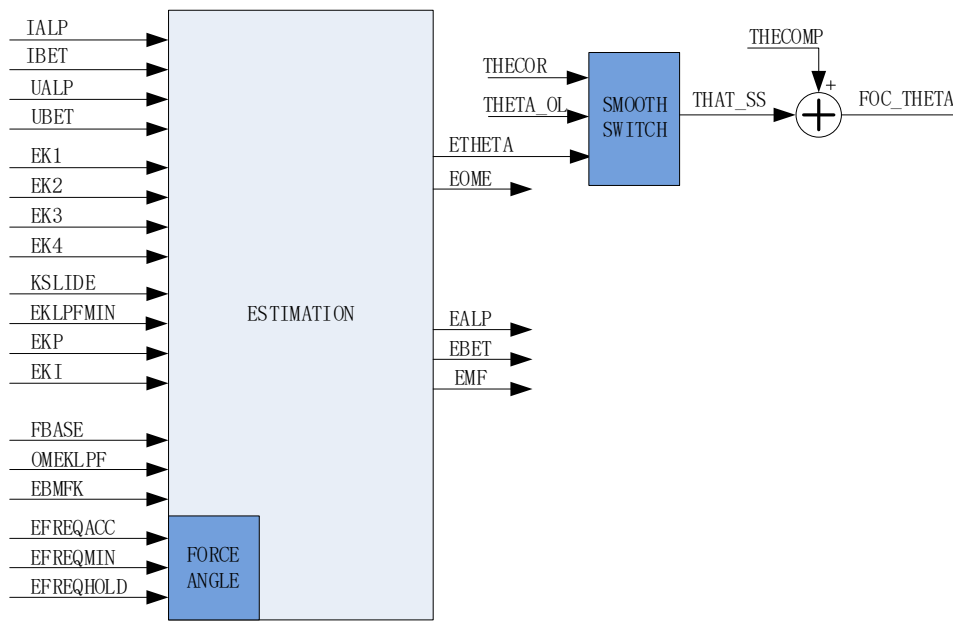 IALP
IBET
UALP
UBET
EK1
EK2
EK3
EK4
KSLIDE
EKLPFMIN
EKP
EKI
FBASE
OMEKLPF
EBMFK
EFREQACC
EFREQMIN
EFREQHOLD
FORCE
ANGLE
ESTIMATION
ETHETA
EOME
EALP
EBET
EMF
THECOR
THETA_OL
SMOOTH
SWITCH
THAT_SS
THECOMP
+
FOC_THETA